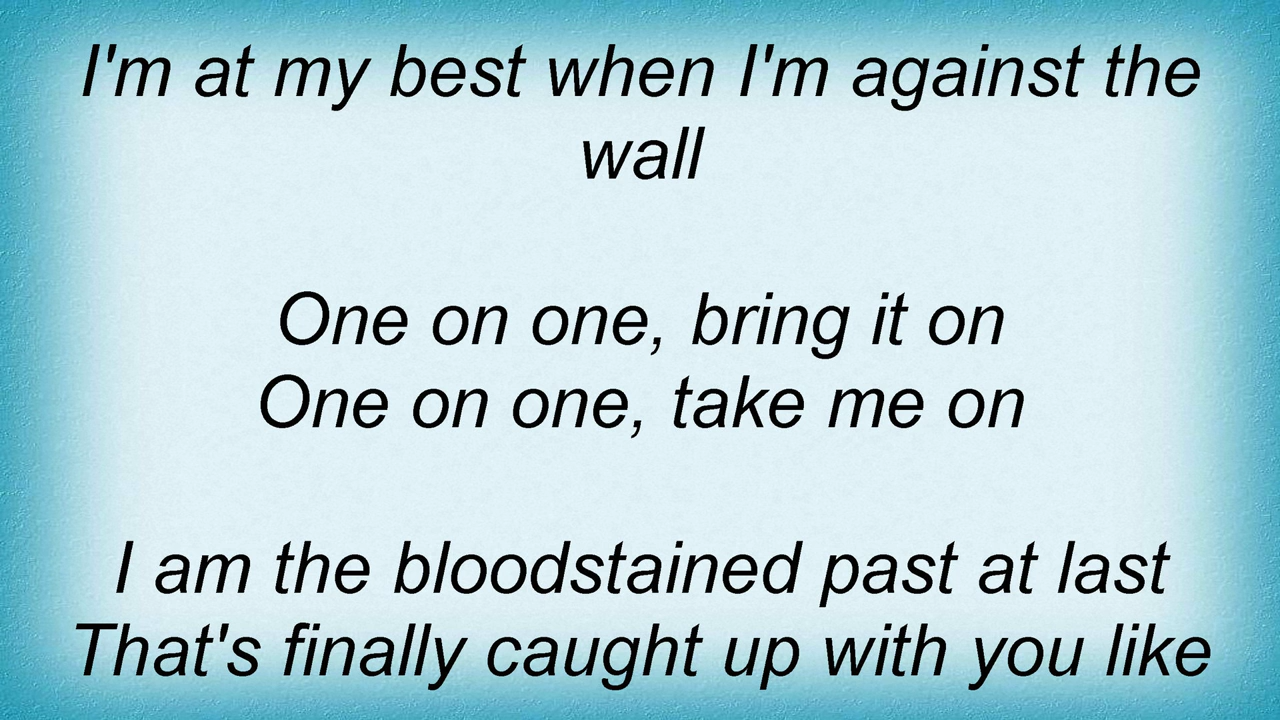 I'm at my best when I'm against the
wall
One on one, bring it on
One on one, take me on
I am the bloodstained past at last
That's finally caught up with you like